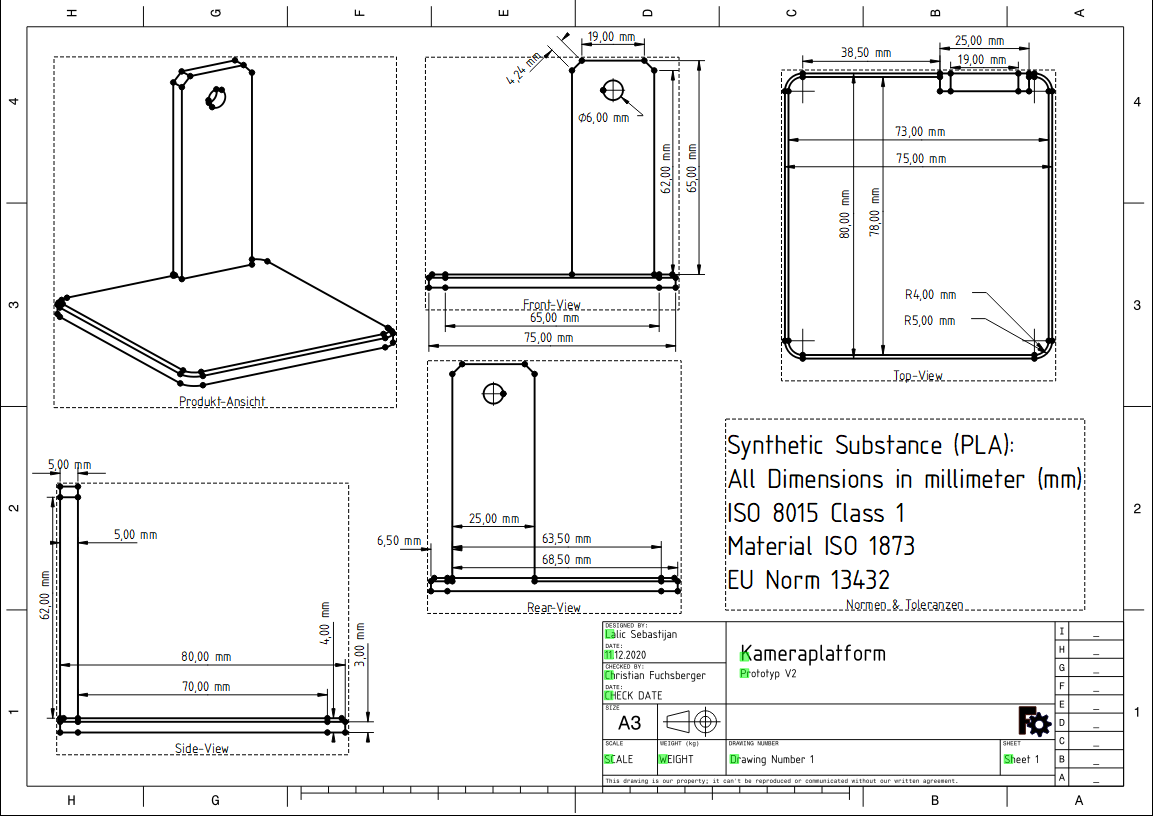 H G F E D C B A
4
3
2
1
4
3
2
1
Produkt-Ansicht
4,24 mm
19,00 mm
Ø6,00 mm
62,00 mm
65,00 mm
Front-View
65,00 mm
75,00 mm
38,50 mm
25,00 mm
19,00 mm
73,00 mm
75,00 mm
80,00 mm
78,00 mm
R4,00 mm
R5,00 mm
Top-View
5,00 mm
5,00 mm
62,00 mm
4,00 mm
3,00 mm
80,00 mm
70,00 mm
Side-View
25,00 mm
6,50 mm
63,50 mm
68,50 mm
Rear-View
Synthetic Substance (PLA):
All Dimensions in millimeter (mm)
ISO 8015 Class 1
Material ISO 1873
EU Norm 13432
Normen & Toleranzen
DESIGNED BY:
Lalic Sebastijan
DATE:
11.12.2020
CHECKED BY:
Christian Fuchsberger
DATE:
CHECK DATE
SIZE
A3
Kameraplatform
Prototyp V2
SCALE
SCALE
WEIGHT (kg)
WEIGHT
DRAWING NUMBER
Drawing Number 1
SHEET
Sheet 1
This drawing is our property; it can't be reproduced or communicated without our written agreement.
I _
H _
G _
F _
E _
D _
C _
B _
A _
H G B A